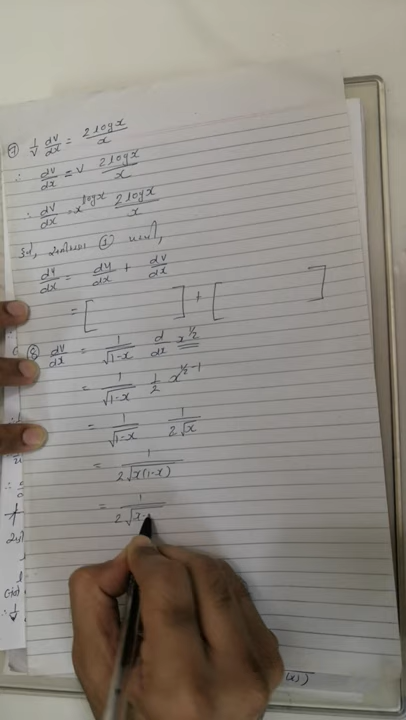 ⑦ 1/V dV/dx = 2 log x / x
∴ dV/dx = V 2 log x / x
∴ dV/dx = x^log x 2 log x / x
① 
dy/dx = du/dx + dV/dx
= [ ] + [ ]
⑧ dV/dx = 1/√1-x d/dx x^1/2
= 1/√1-x 1/2 x^1/2-1
= 1/√1-x 1/2√x
= 1/2√x(1-x)
= 1/2√x-